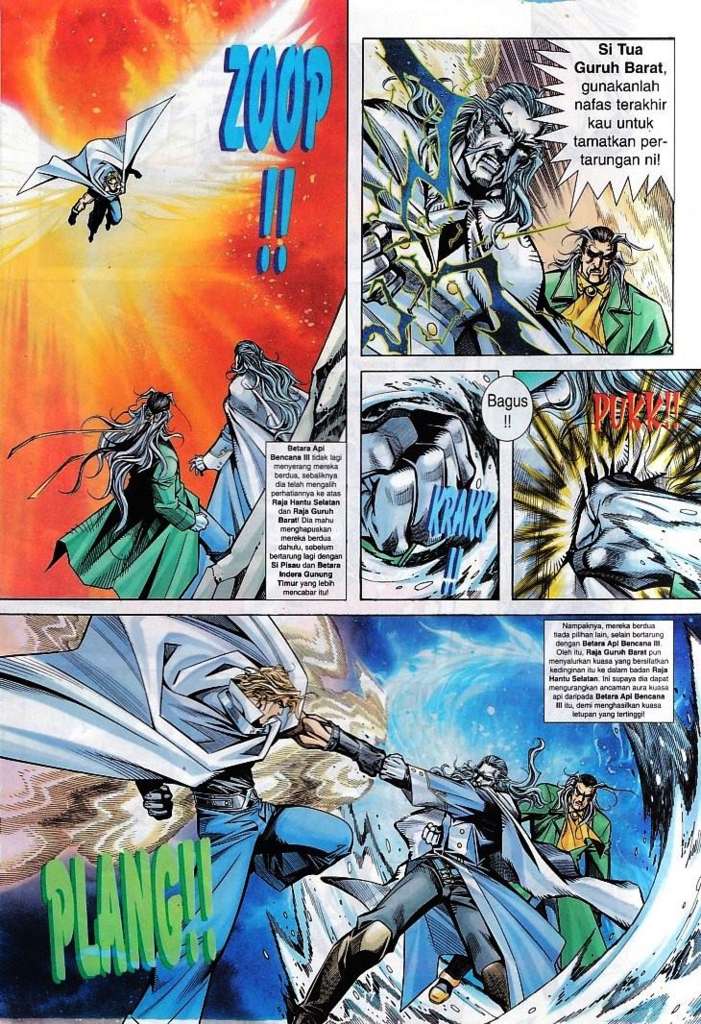 ZOOP
!!
Betara Api
Bencana III tidak lagi
menyerang mereka
berdua, sebaliknya
dia telah mengalih
perhatiannya ke atas
Raja Hantu Selatan
dan Raja Guruh
Barat! Dia mahu
menghapuskan
mereka berdua
dahulu, sebelum
bertarung lagi dengan
Si Pisau dan Betara
Indera Gunung
Timur yang lebih
mencabar itu!
Si Tua
Guruh Barat,
gunakanlah
nafas terakhir
kau untuk
tamatkan per-
tarungan ni!
KRAKK
!!
Bagus
!!
PUKK!!
Nampaknya, mereka berdua
tiada pilihan lain, selain bertarung
dengan Betara Api Bencana III.
Oleh itu, Raja Guruh Barat pun
menyalurkan kuasa yang bersifatkan
kedinginan itu ke dalam badan Raja
Hantu Selatan. Ini supaya dia dapat
mengurangkan ancaman aura kuasa
api daripada Betara Api Bencana
III, demi menghasilkan kuasa
letupan yang tertinggi!
PLANG!!